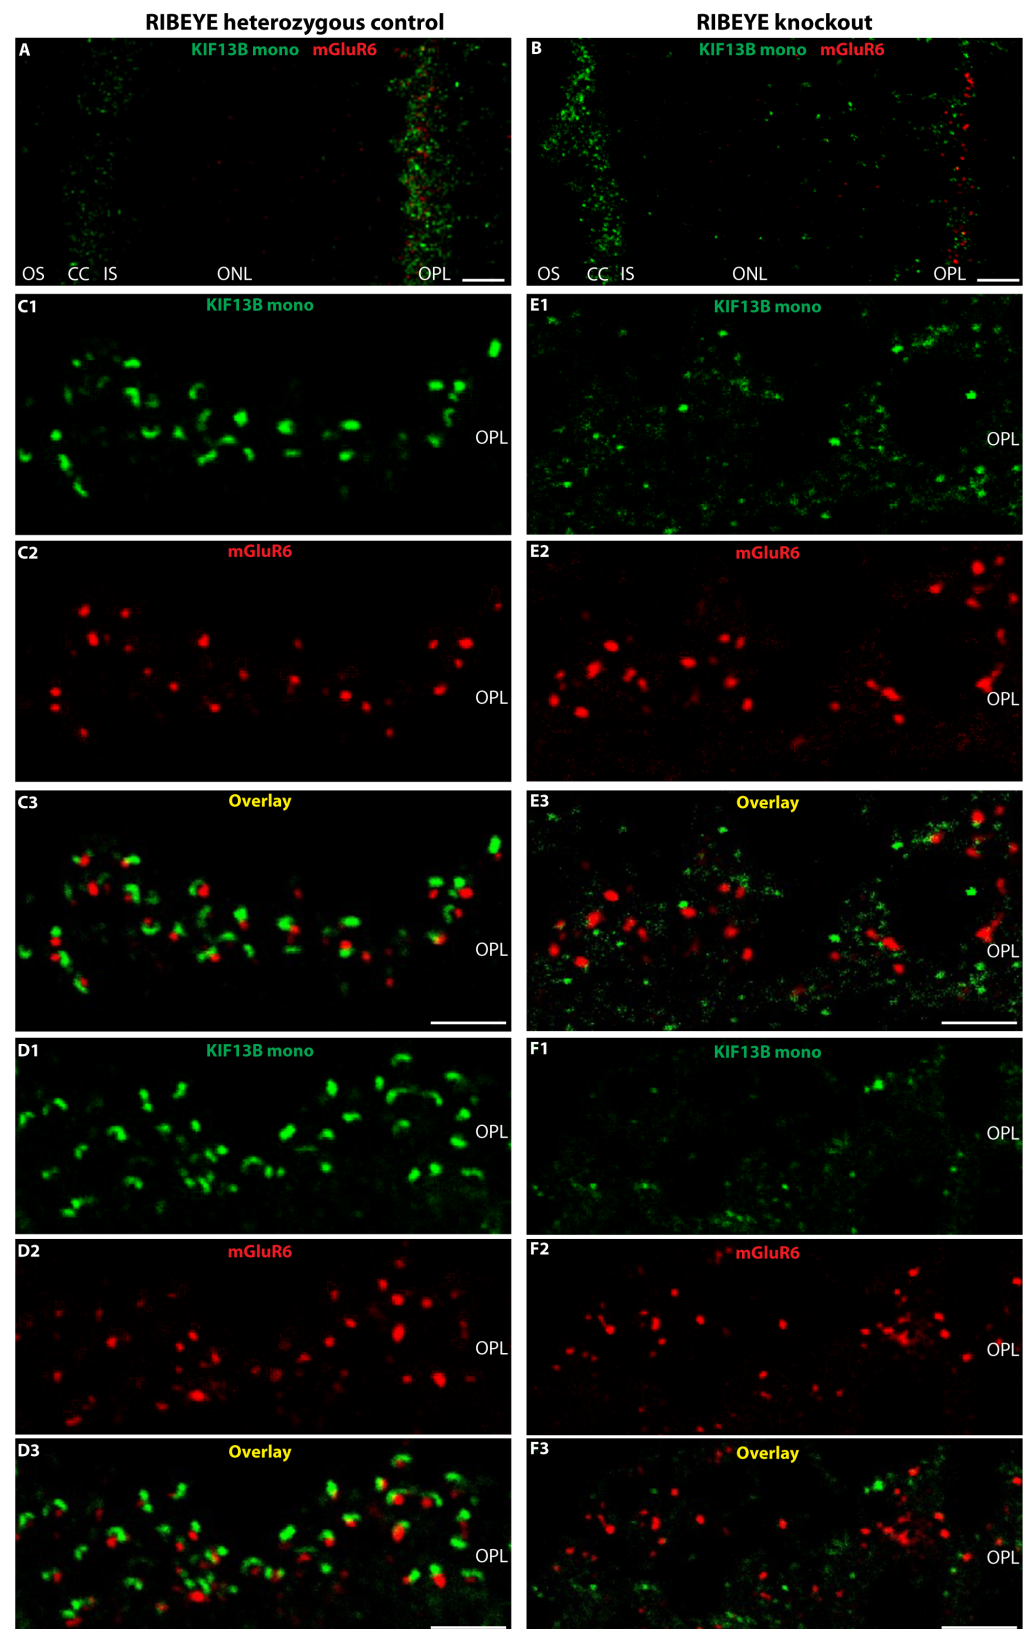 RIBEYE heterozygous control
RIBEYE knockout
A
KIF13B mono mGluR6
OS CC IS ONL OPL
B
KIF13B mono mGluR6
OS CC IS ONL OPL
C1
KIF13B mono
OPL
E1
KIF13B mono
OPL
C2
mGluR6
OPL
E2
mGluR6
OPL
C3
Overlay
OPL
E3
Overlay
OPL
D1
KIF13B mono
OPL
F1
KIF13B mono
OPL
D2
mGluR6
OPL
F2
mGluR6
OPL
D3
Overlay
OPL
F3
Overlay
OPL